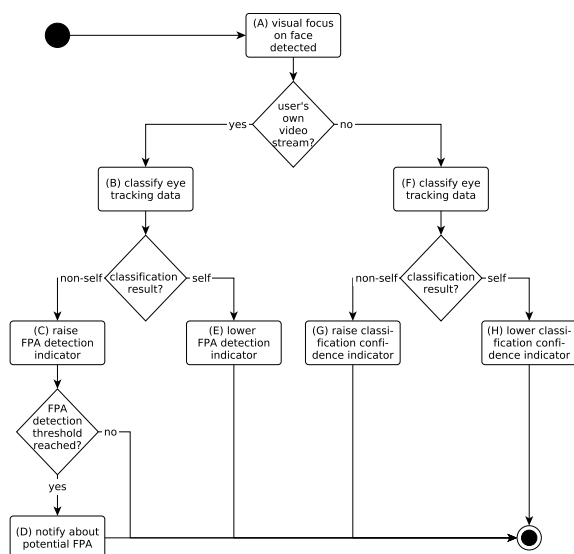 (A) visual focus
on face
detected
user's
own
video
stream?
yes
no
(B) classify eye
tracking data
(F) classify eye
tracking data
non-self
classification
result?
self
non-self
classification
result?
self
(C) raise
FPA detection
indicator
(E) lower
FPA detection
indicator
(G) raise classi-
fication confi-
dence indicator
(H) lower classi-
fication confi-
dence indicator
FPA
detection
threshold
reached?
no
yes
(D) notify about
potential FPA